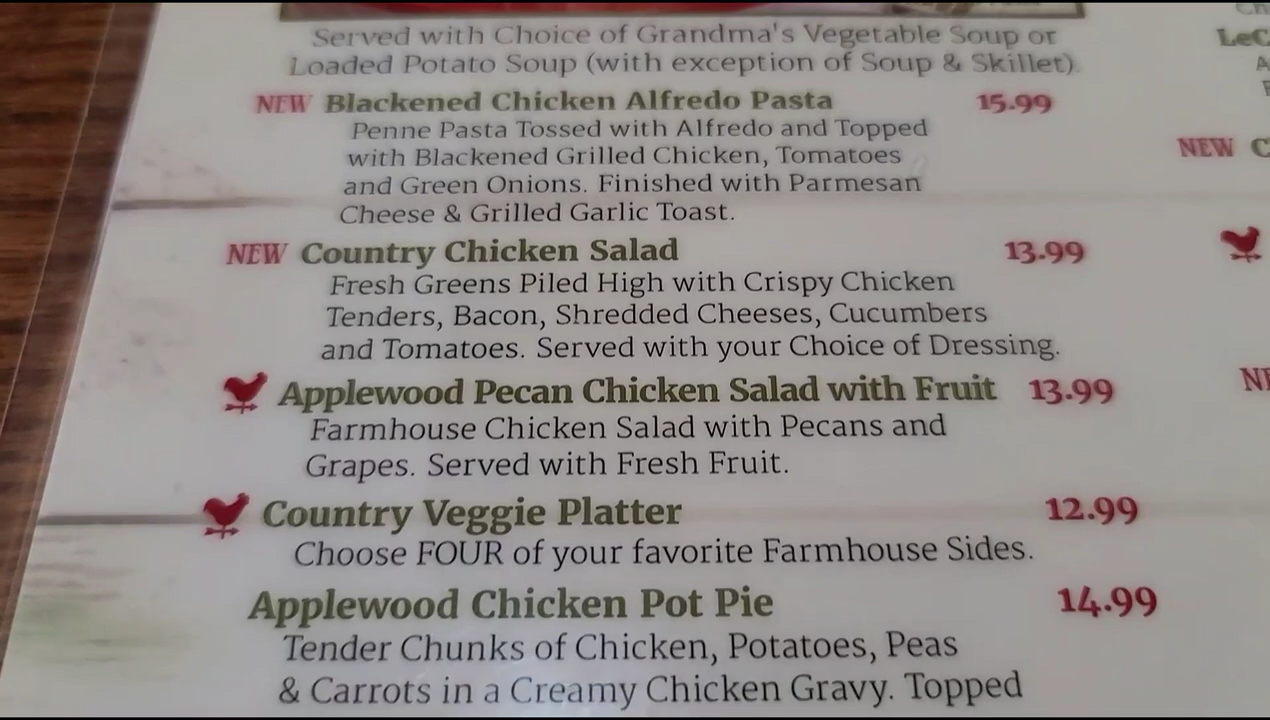 Served with Choice of Grandma's Vegetable Soup or
Loaded Potato Soup (with exception of Soup & Skillet).
NEW Blackened Chicken Alfredo Pasta 15.99
Penne Pasta Tossed with Alfredo and Topped
with Blackened Grilled Chicken, Tomatoes
and Green Onions. Finished with Parmesan
Cheese & Grilled Garlic Toast.
NEW Country Chicken Salad 13.99
Fresh Greens Piled High with Crispy Chicken
Tenders, Bacon, Shredded Cheeses, Cucumbers
and Tomatoes. Served with your Choice of Dressing.
Applewood Pecan Chicken Salad with Fruit 13.99
Farmhouse Chicken Salad with Pecans and
Grapes. Served with Fresh Fruit.
Country Veggie Platter 12.99
Choose FOUR of your favorite Farmhouse Sides.
Applewood Chicken Pot Pie 14.99
Tender Chunks of Chicken, Potatoes, Peas
& Carrots in a Creamy Chicken Gravy. Topped
NEW